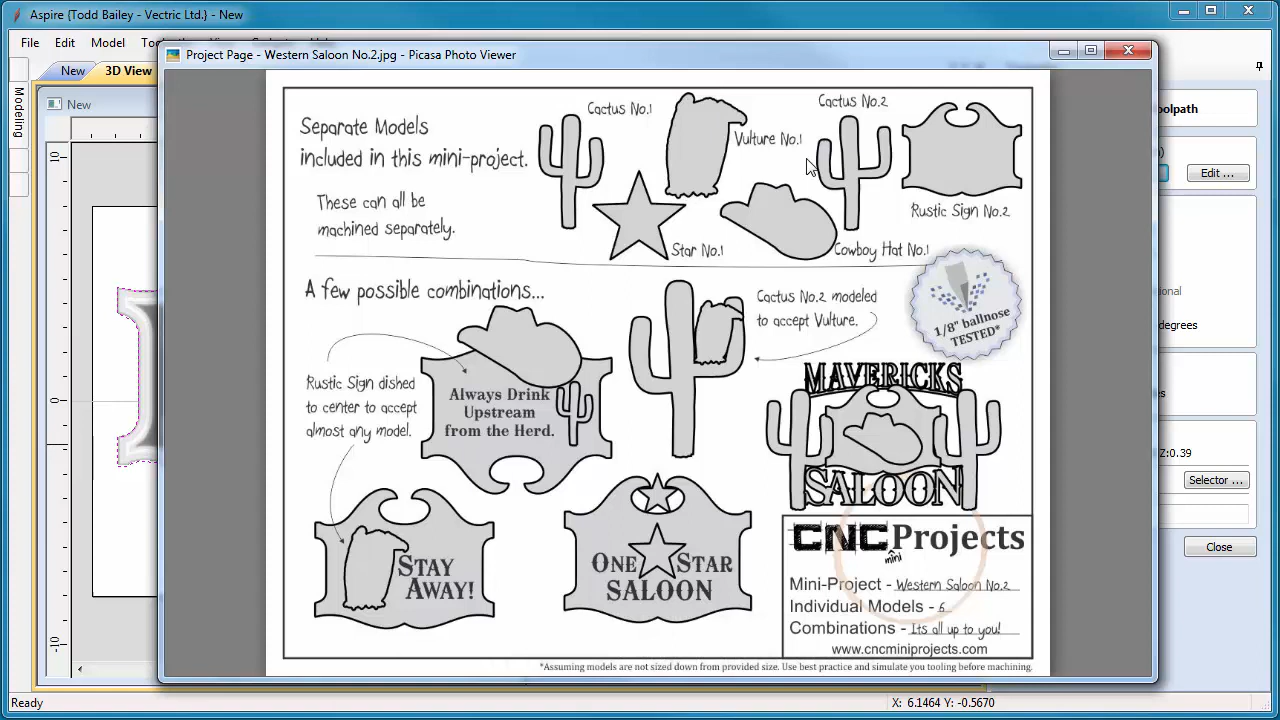 Aspire {Todd Bailey - Vectric Ltd.} - New
File Edit Model
New 3D View
Modeling
New
10
0
-10
Project Page - Western Saloon No.2.jpg - Picasa Photo Viewer
Separate Models
included in this mini-project.
These can all be
machined separately.
Cactus No.1
Vulture No.1
Cactus No.2
Rustic Sign No.2
Star No.1
Cowboy Hat No.1
A few possible combinations...
Cactus No.2 modeled
to accept Vulture.
1/8" ballnose
TESTED*
Rustic Sign dished
to center to accept
almost any model.
Always Drink
Upstream
from the Herd.
MAVERICKS
SALOON
STAY
AWAY!
ONE STAR
SALOON
CNC Projects
mini
Mini-Project - Western Saloon No.2
Individual Models - 6
Combinations - Its all up to you!
www.cncminiprojects.com
*Assuming models are not sized down from provided size. Use best practice and simulate you tooling before machining.
olpath
Edit ...
onal
degrees
Z:0.39
Selector ...
Close
Ready
X: 6.1464 Y: -0.5670